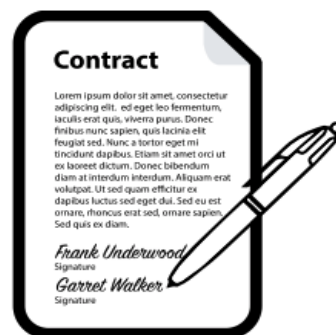 Contract
Lorem ipsum dolor sit amet, consectetur
adipiscing elit. ed eget leo fermentum,
iaculis erat quis, viverra purus. Donec
finibus nunc sapien, quis lacinia elit
feugiat sed. Nunc a tortor eget mi
tincidunt dapibus. Etiam sit amet orci ut
ex laoreet dictum. Donec bibendum
diam at interdum interdum. Aliquam erat
volutpat. Ut sed quam efficitur ex
dapibus luctus sed eget dui. Sed eu est
ornare, rhoncus erat sed, ornare sapien.
Sed quis ex diam.
Frank Underwood
Signature
Garret Walker
Signature